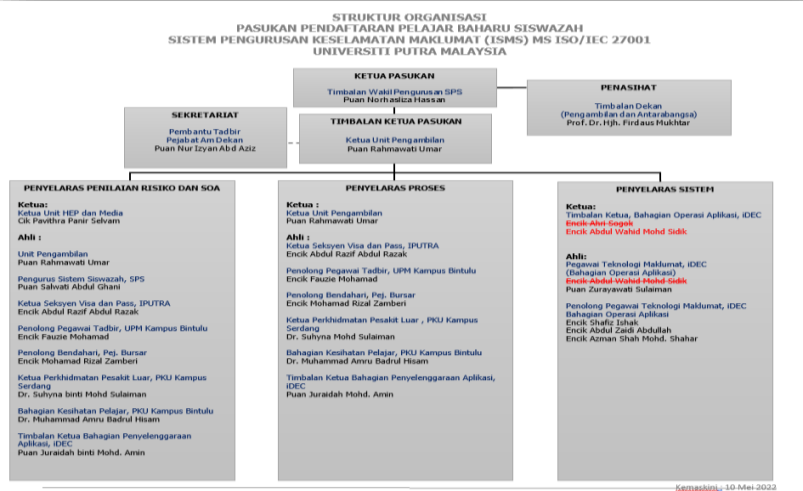 STRUKTUR ORGANISASI
PASUKAN PENDAFTARAN PELAJAR BAHARU SISWAZAH
SISTEM PENGURUSAN KESELAMATAN MAKLUMAT (ISMS) MS ISO/IEC 27001
UNIVERSITI PUTRA MALAYSIA
KETUA PASUKAN
Timbalan Wakil Pengurusan SPS
Puan Norhasliza Hassan
PENASIHAT
Timbalan Dekan
(Pengambilan dan Antarabangsa)
Prof. Dr. Hjh. Firdaus Mukhtar
SEKRETARIAT
Pembantu Tadbir
Pejabat Am Dekan
Puan Nur Izyan Abd Aziz
TIMBALAN KETUA PASUKAN
Ketua Unit Pengambilan
Puan Rahmawati Umar
PENYELARAS PENILAIAN RISIKO DAN SOA
Ketua:
Ketua Unit HEP dan Media
Cik Pavithra Panir Selvam
Ahli :
Unit Pengambilan
Puan Rahmawati Umar
Pengurus Sistem Siswazah, SPS
Puan Salwati Abdul Ghani
Ketua Seksyen Visa dan Pass, IPUTRA
Encik Abdul Razif Abdul Razak
Penolong Pegawai Tadbir, UPM Kampus Bintulu
Encik Fauzie Mohamad
Penolong Bendahari, Pej. Bursar
Encik Mohamad Rizal Zamberi
Ketua Perkhidmatan Pesakit Luar, PKU Kampus
Serdang
Dr. Suhyna binti Mohd Sulaiman
Bahagian Kesihatan Pelajar, PKU Kampus Bintulu
Dr. Muhammad Amru Badrul Hisam
Timbalan Ketua Bahagian Penyelenggaraan
Aplikasi, iDEC
Puan Juraidah binti Mohd. Amin
PENYELARAS PROSES
Ketua :
Ketua Unit Pengambilan
Puan Rahmawati Umar
Ahli :
Ketua Seksyen Visa dan Pass, IPUTRA
Encik Abdul Razif Abdul Razak
Penolong Pegawai Tadbir, UPM Kampus Bintulu
Encik Fauzie Mohamad
Penolong Bendahari, Pej. Bursar
Encik Mohamad Rizal Zamberi
Ketua Perkhidmatan Pesakit Luar , PKU Kampus
Serdang
Dr. Suhyna Mohd Sulaiman
Bahagian Kesihatan Pelajar, PKU Kampus Bintulu
Dr. Muhammad Amru Badrul Hisam
Timbalan Ketua Bahagian Penyelenggaraan Aplikasi,
iDEC
Puan Juraidah Mohd. Amin
PENYELARAS SISTEM
Ketua:
Timbalan Ketua, Bahagian Operasi Aplikasi, iDEC
Encik Ahri Sogok
Encik Abdul Wahid Mohd Sidik
Ahli:
Pegawai Teknologi Maklumat, iDEC
(Bahagian Operasi Aplikasi)
Encik Abdul Wahid Mohd Sidik
Puan Zurayawati Sulaiman
Penolong Pegawai Teknologi Maklumat, iDEC
Bahagian Operasi Aplikasi
Encik Shafiz Ishak
Encik Abdul Zaidi Abdullah
Encik Azman Shah Mohd. Shahar
Kemaskini : 10 Mei 2022